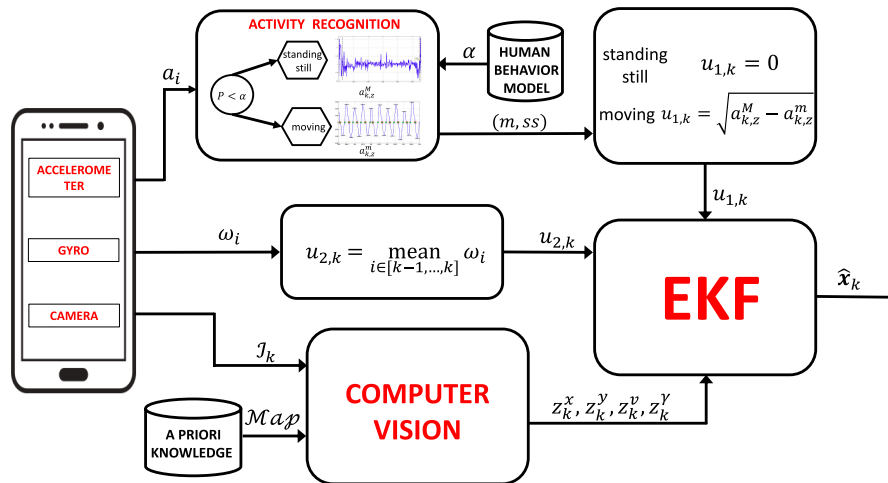 ACTIVITY RECOGNITION
standing
still
P < α
a^M_{k,z}
moving
a^m_{k,z}
α
HUMAN
BEHAVIOR
MODEL
standing
still
u_{1,k} = 0
moving u_{1,k} = √(a^M_{k,z} − a^m_{k,z})
a_i
(m, ss)
u_{1,k}
ACCELEROME
TER
GYRO
CAMERA
ω_i
u_{2,k} = mean ω_i
i∈[k−1,…,k]
u_{2,k}
EKF
x̂_k
ℐ_k
ℳ𝒶𝓅
A PRIORI
KNOWLEDGE
COMPUTER
VISION
z^x_k, z^y_k, z^v_k, z^γ_k